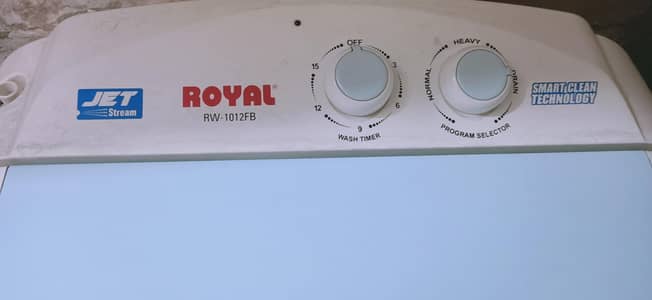 JET
Stream
ROYAL
RW-1012FB
OFF
3
6
9
12
15
WASH TIMER
NORMAL
HEAVY
DRAIN
PROGRAM SELECTOR
SMART CLEAN
TECHNOLOGY